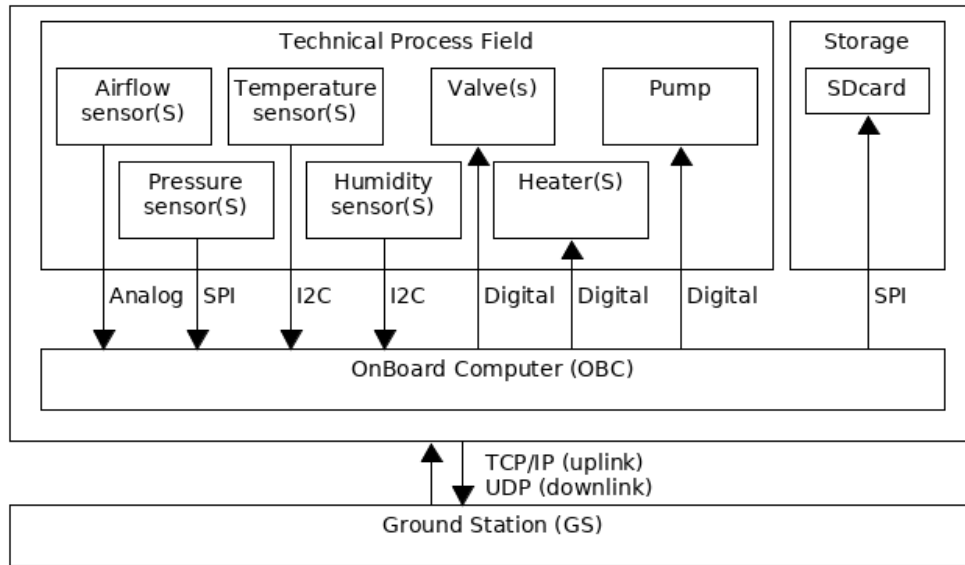 Technical Process Field
Storage
Airflow
sensor(S)
Temperature
sensor(S)
Valve(s)
Pump
SDcard
Pressure
sensor(S)
Humidity
sensor(S)
Heater(S)
Analog
SPI
I2C
I2C
Digital
Digital
Digital
SPI
OnBoard Computer (OBC)
TCP/IP (uplink)
UDP (downlink)
Ground Station (GS)